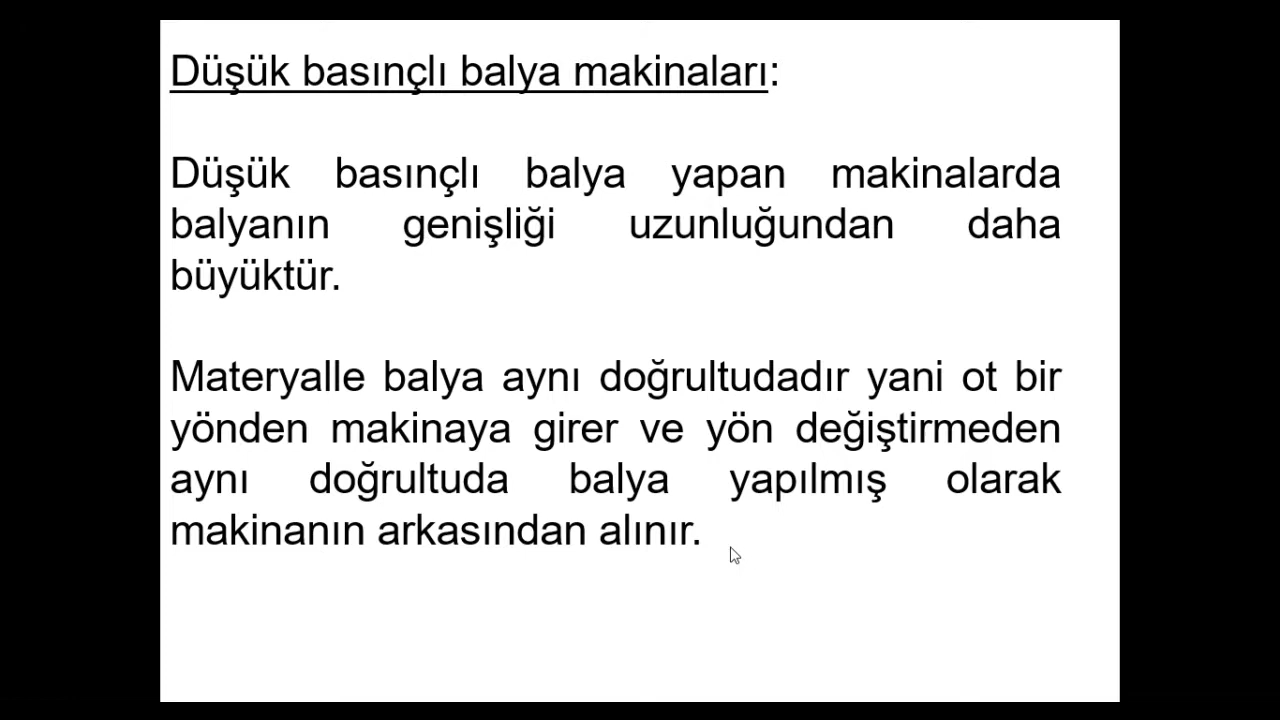 Düşük basınçlı balya makinaları:
Düşük basınçlı balya yapan makinalarda
balyanın genişliği uzunluğundan daha
büyüktür.
Materyalle balya aynı doğrultudadır yani ot bir
yönden makinaya girer ve yön değiştirmeden
aynı doğrultuda balya yapılmış olarak
makinanın arkasından alınır.